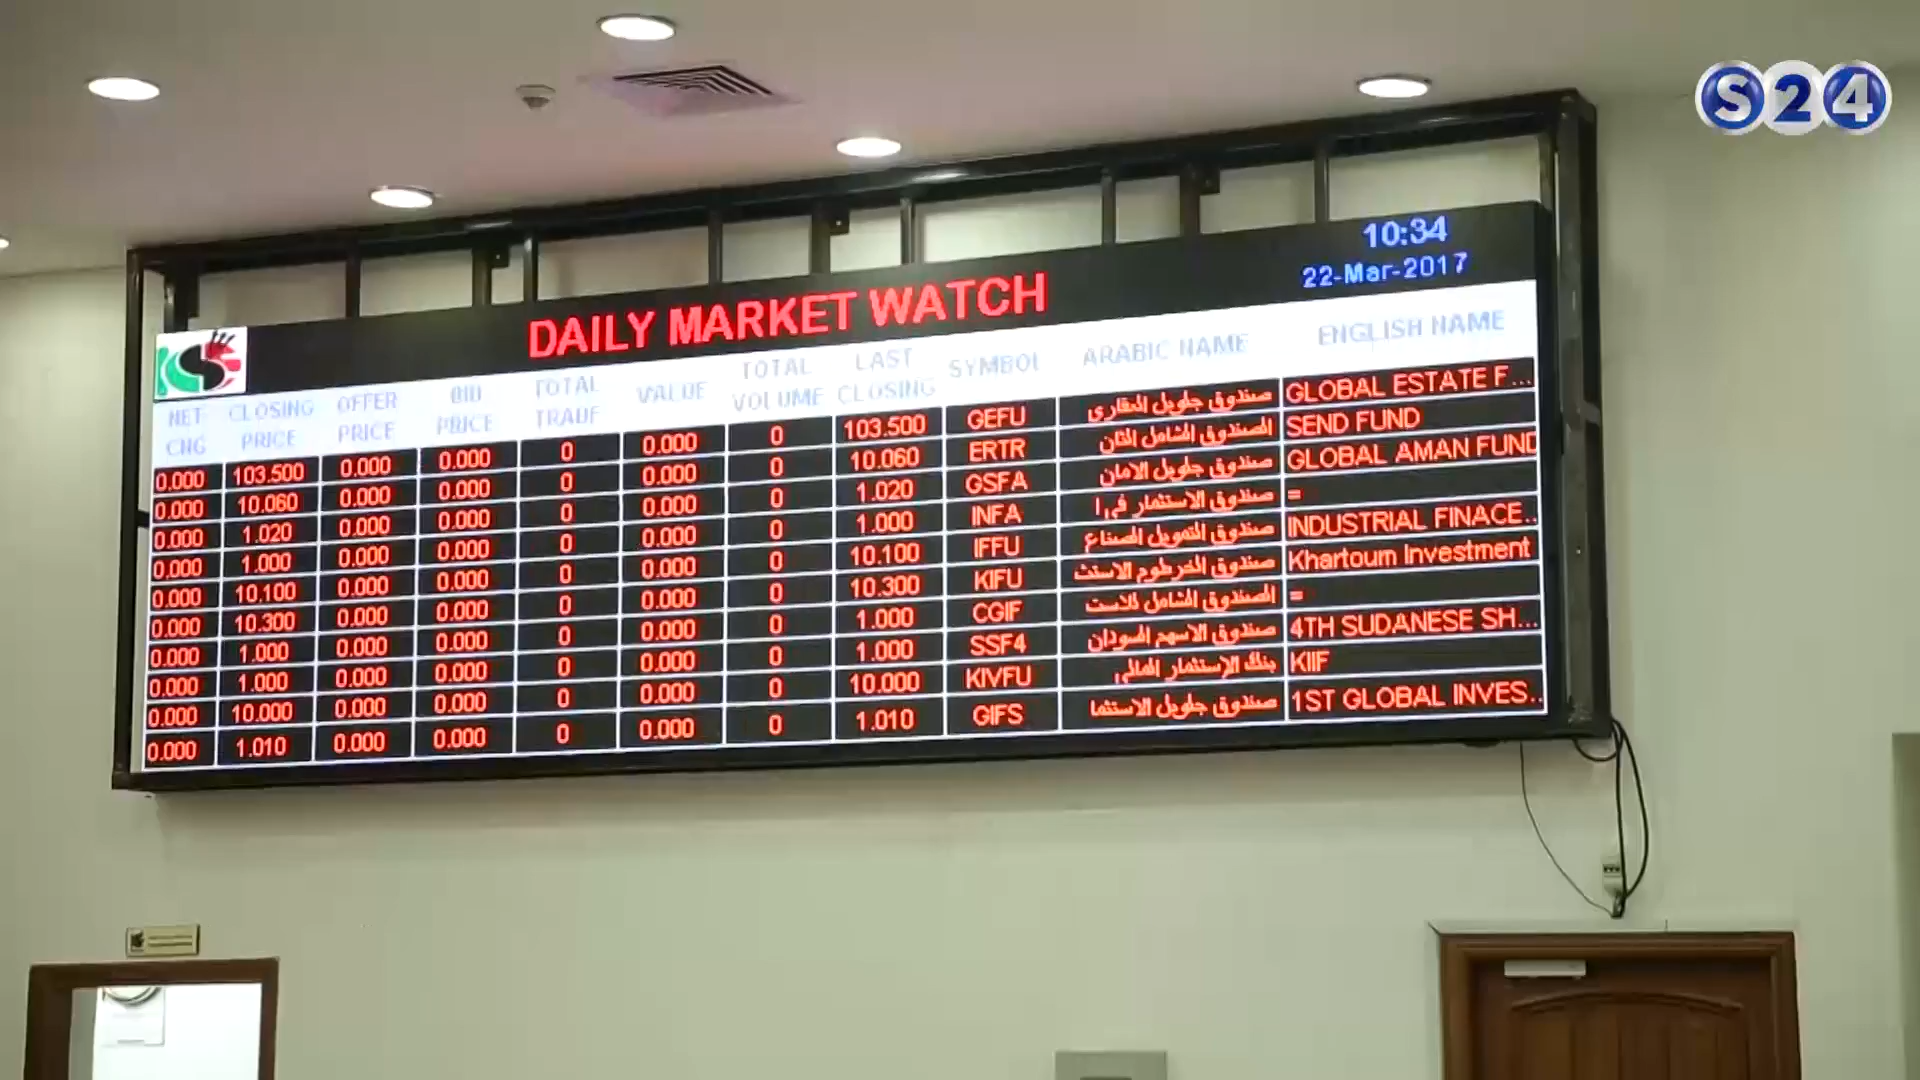 S24
10:34
22-Mar-2017
DAILY MARKET WATCH
NET CNG CLOSING PRICE OFFER PRICE BID PRICE TOTAL TRADE VALUE TOTAL VOLUME LAST CLOSING SYMBOL ARABIC NAME ENGLISH NAME
0.000 103.500 0.000 0.000 0 0.000 0 103.500 GEFU صندوق جلوبل العقارى GLOBAL ESTATE F...
0.000 10.060 0.000 0.000 0 0.000 0 10.060 ERTR الصندوق الشامل الثان SEND FUND
0.000 1.020 0.000 0.000 0 0.000 0 1.020 GSFA صندوق جلوبل الامان GLOBAL AMAN FUND
0.000 1.000 0.000 0.000 0 0.000 0 1.000 INFA صندوق الاستثمار فى ا =
0.000 10.100 0.000 0.000 0 0.000 0 10.100 IFFU صندوق التمويل الصناع INDUSTRIAL FINACE...
0.000 10.300 0.000 0.000 0 0.000 0 10.300 KIFU صندوق الخرطوم الاستث Khartoum Investment
0.000 1.000 0.000 0.000 0 0.000 0 1.000 CGIF الصندوق الشامل للاست =
0.000 1.000 0.000 0.000 0 0.000 0 1.000 SSF4 صندوق الاسهم السودان 4TH SUDANESE SH...
0.000 10.000 0.000 0.000 0 0.000 0 10.000 KIVFU بنك الإستثمار المالى KIIF
0.000 1.010 0.000 0.000 0 0.000 0 1.010 GIFS صندوق جلوبل الاستثما 1ST GLOBAL INVES...